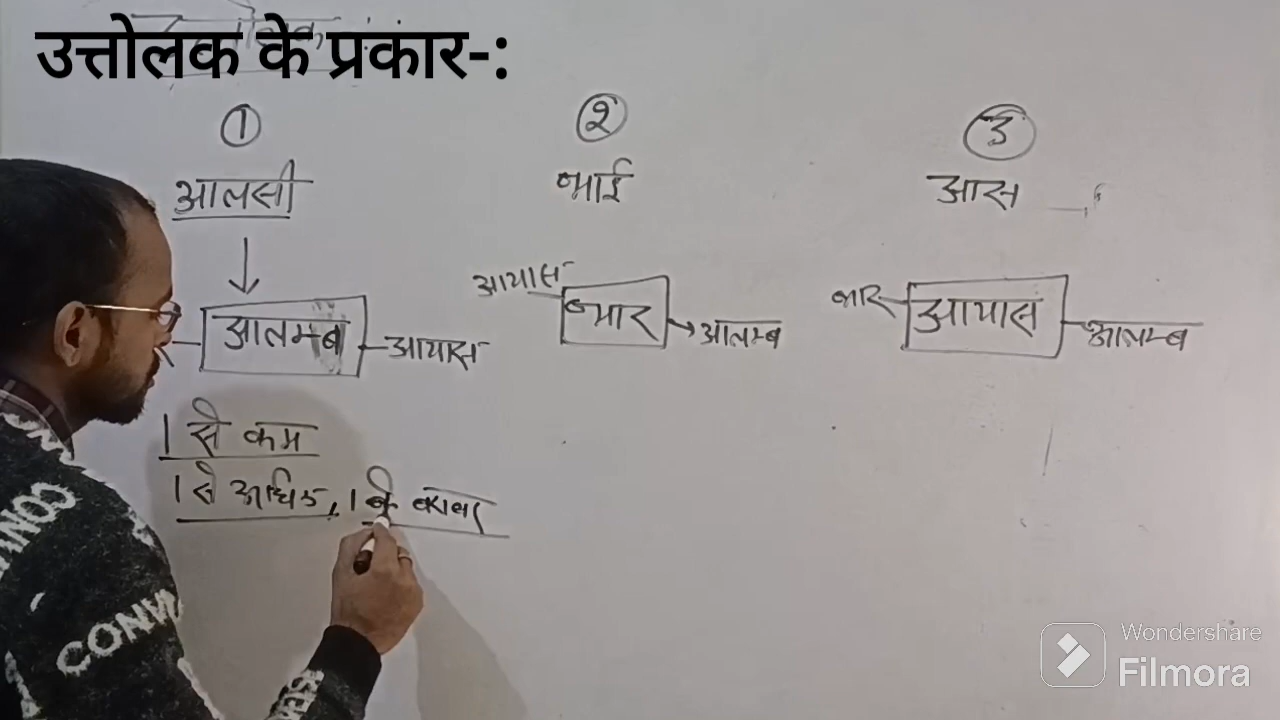 उत्तोलक के प्रकार-:
① ② ③
आलसी भाई आस
आलम्ब आयास
आयास भार आलम्ब
भार आयास आलम्ब
1 से कम
1 से अधिक, 1 के बराबर
CONV
Wondershare
Filmora